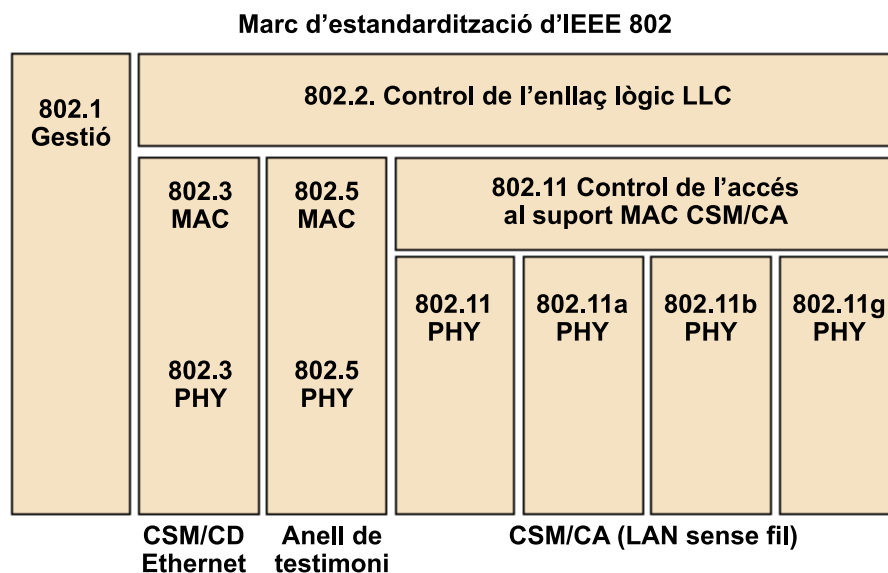 Marc d’estandardització d’IEEE 802
802.1
Gestió
802.2. Control de l’enllaç lògic LLC
802.3
MAC
802.5
MAC
802.11 Control de l’accés
al suport MAC CSM/CA
802.3
PHY
802.5
PHY
802.11
PHY
802.11a
PHY
802.11b
PHY
802.11g
PHY
CSM/CD
Ethernet
Anell de
testimoni
CSM/CA (LAN sense fil)